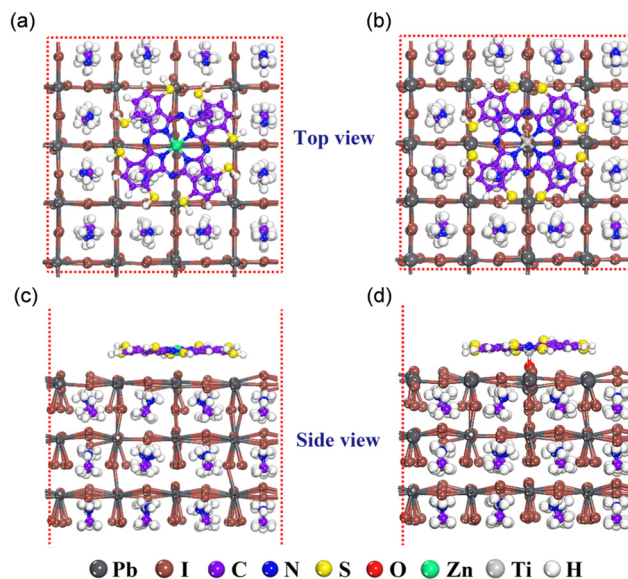 (a)
(b)
Top view
(c)
(d)
Side view
Pb I C N S O Zn Ti H